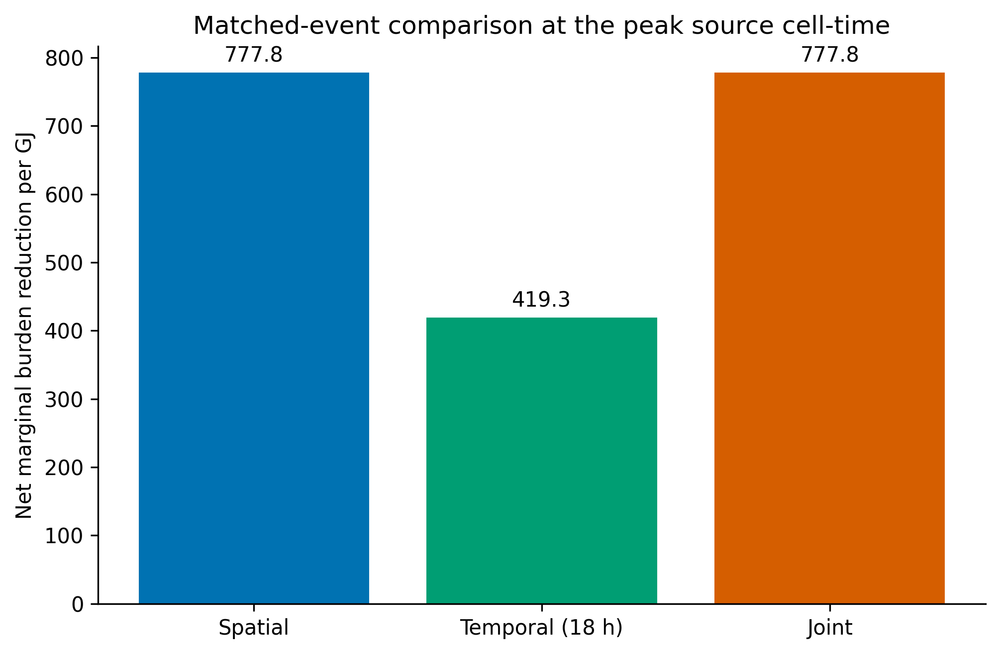 Matched-event comparison at the peak source cell-time
777.8
777.8
419.3
Net marginal burden reduction per GJ
800
700
600
500
400
300
200
100
0
Spatial
Temporal (18 h)
Joint